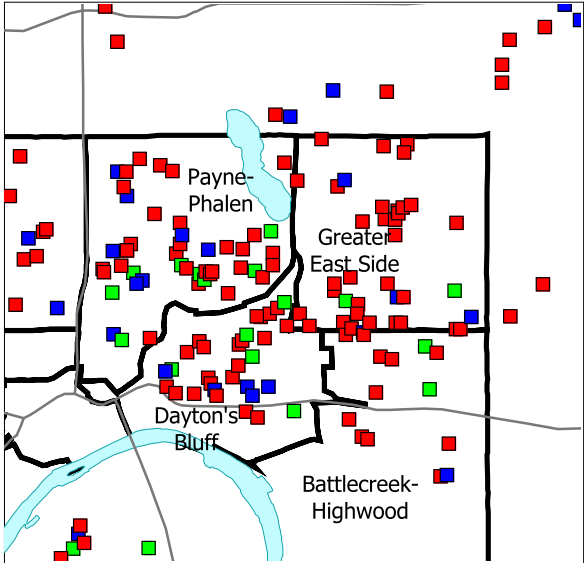 Payne-
Phalen
Greater
East Side
Dayton's
Bluff
Battlecreek-
Highwood